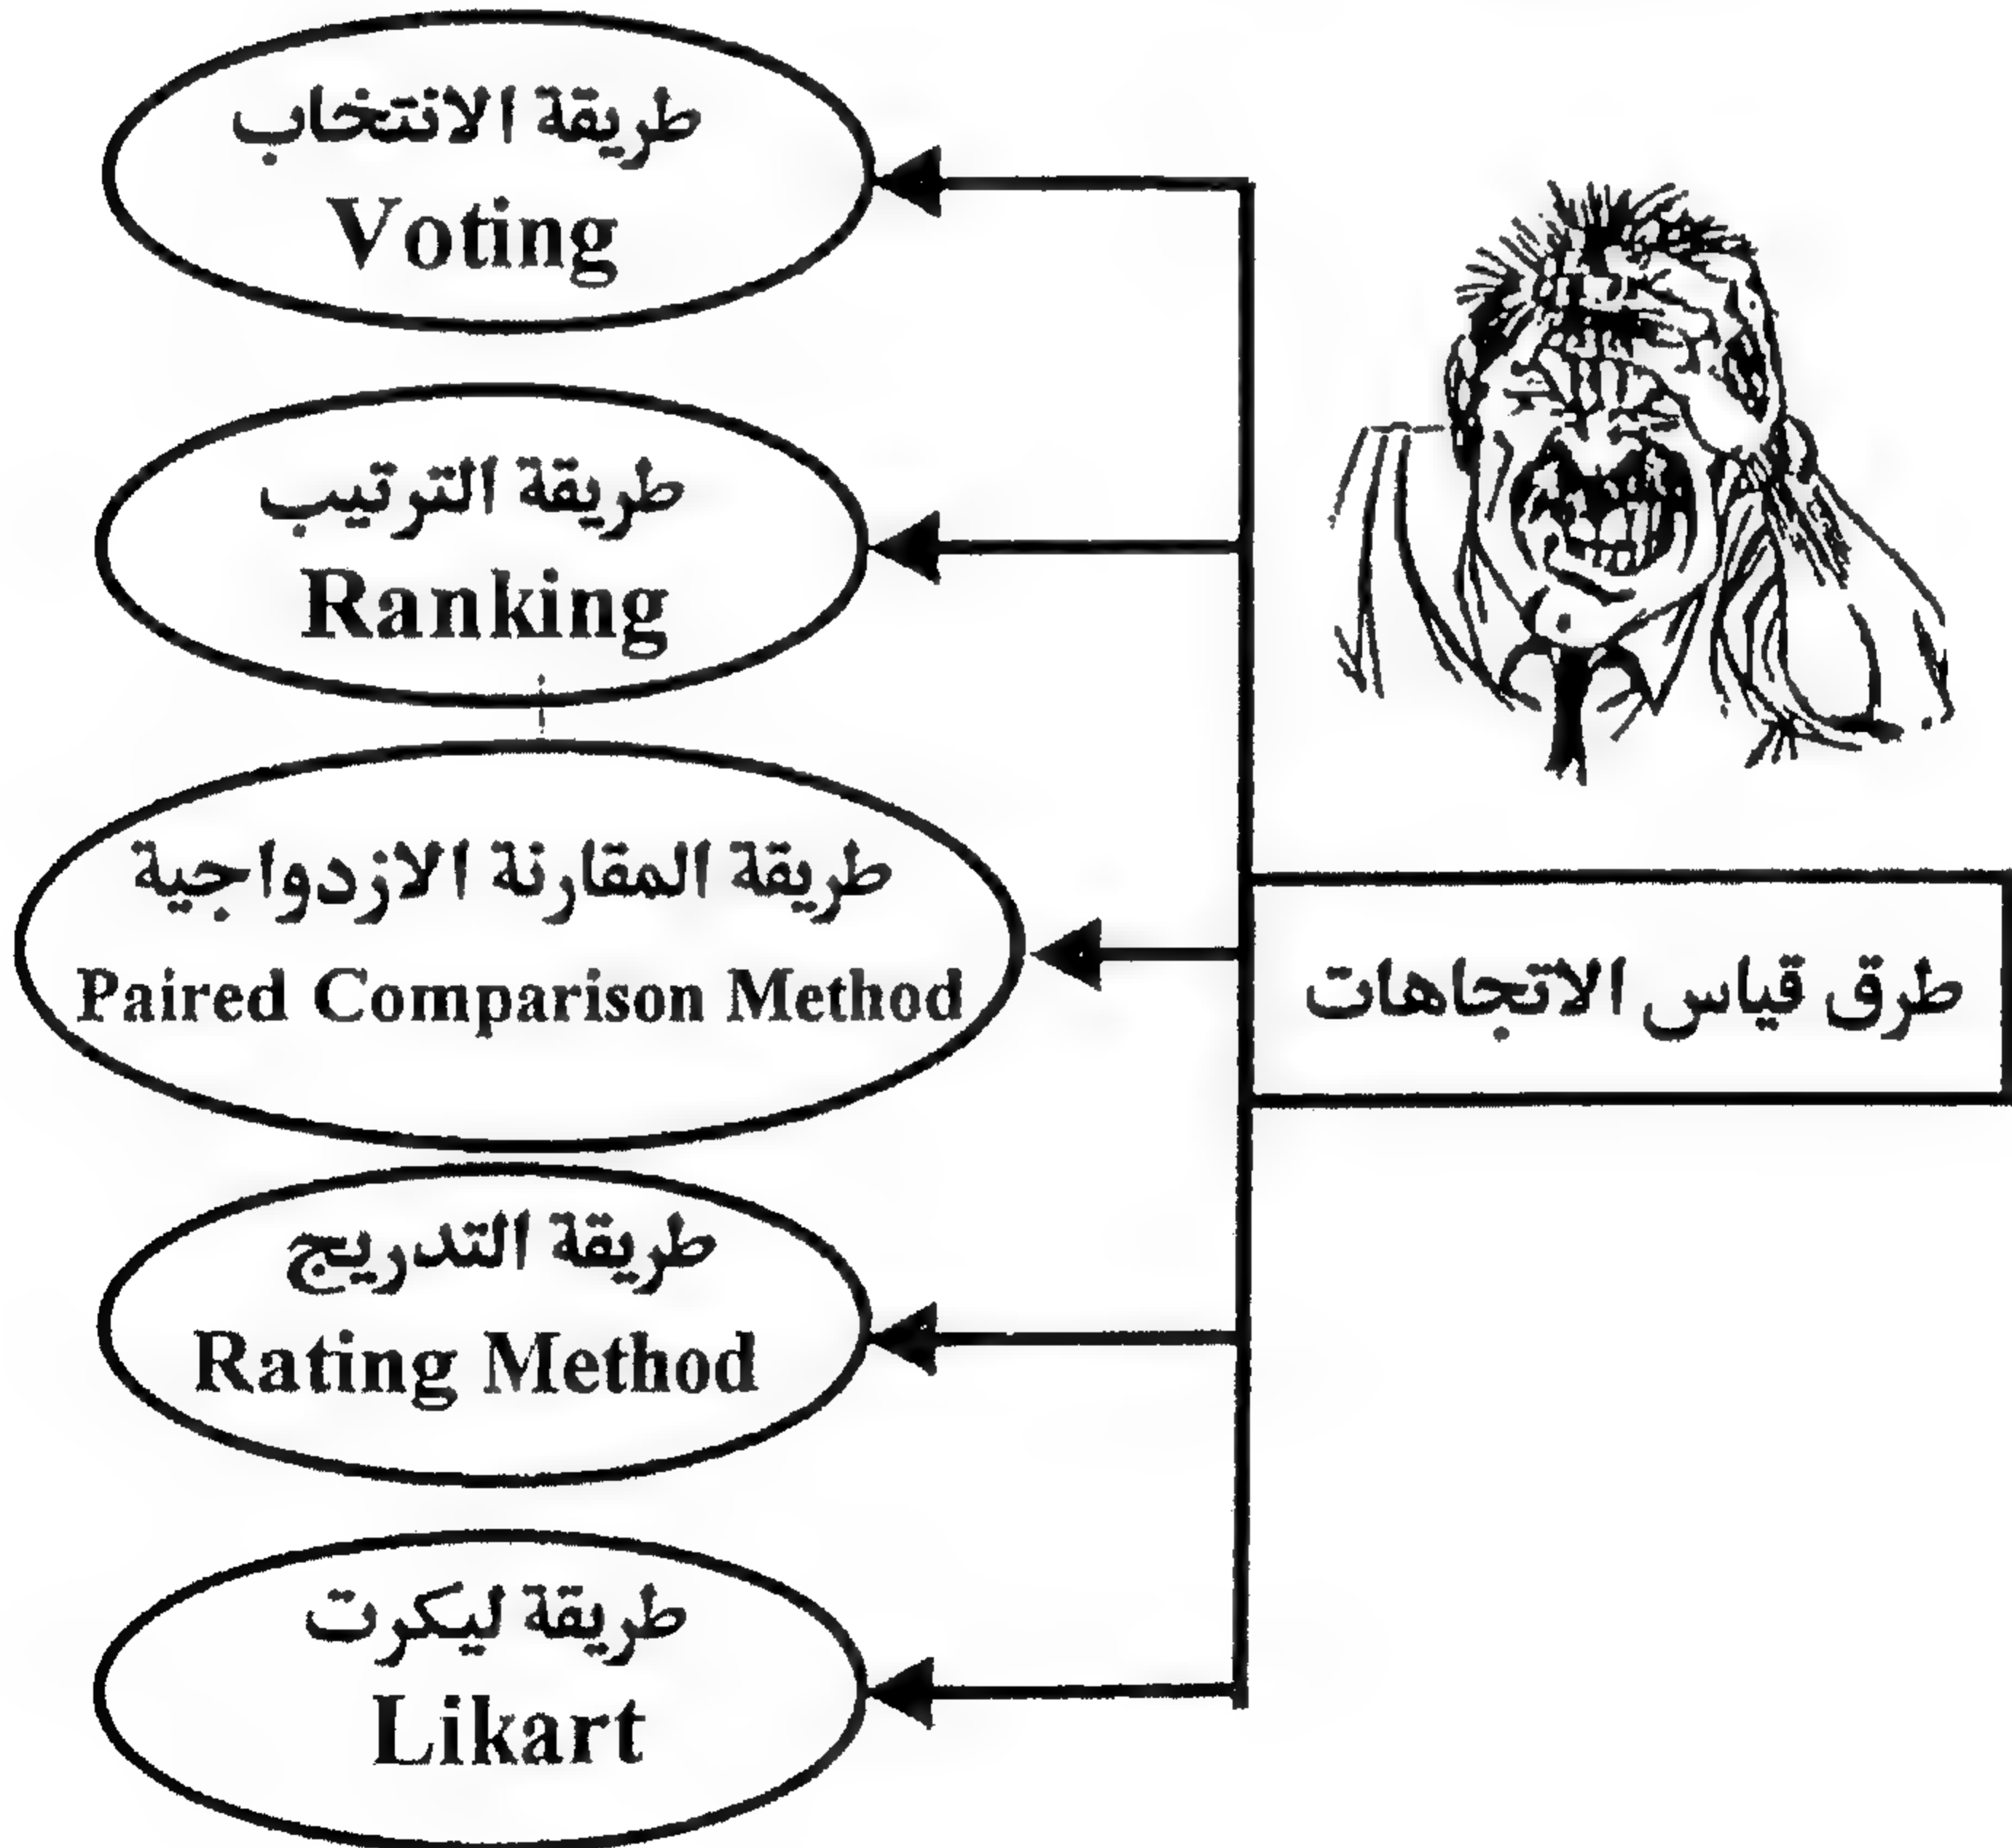 طريقة الانتخاب
Voting
طريقة الترتيب
Ranking
طريقة المقارنة الازدواجية
Paired Comparison Method
طرق قياس الاتجاهات
طريقة التدريج
Rating Method
طريقة ليكرت
Likart